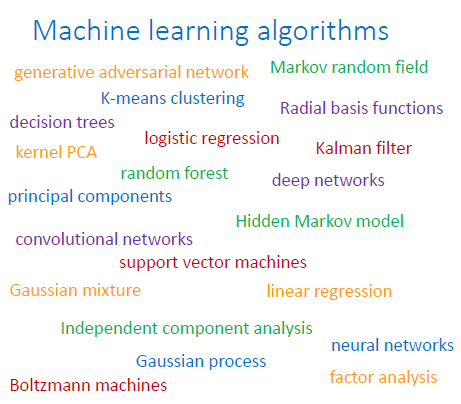 Machine learning algorithms
generative adversarial network
Markov random field
K-means clustering
Radial basis functions
decision trees
logistic regression
Kalman filter
kernel PCA
random forest
deep networks
principal components
Hidden Markov model
convolutional networks
support vector machines
Gaussian mixture
linear regression
Independent component analysis
neural networks
Gaussian process
factor analysis
Boltzmann machines